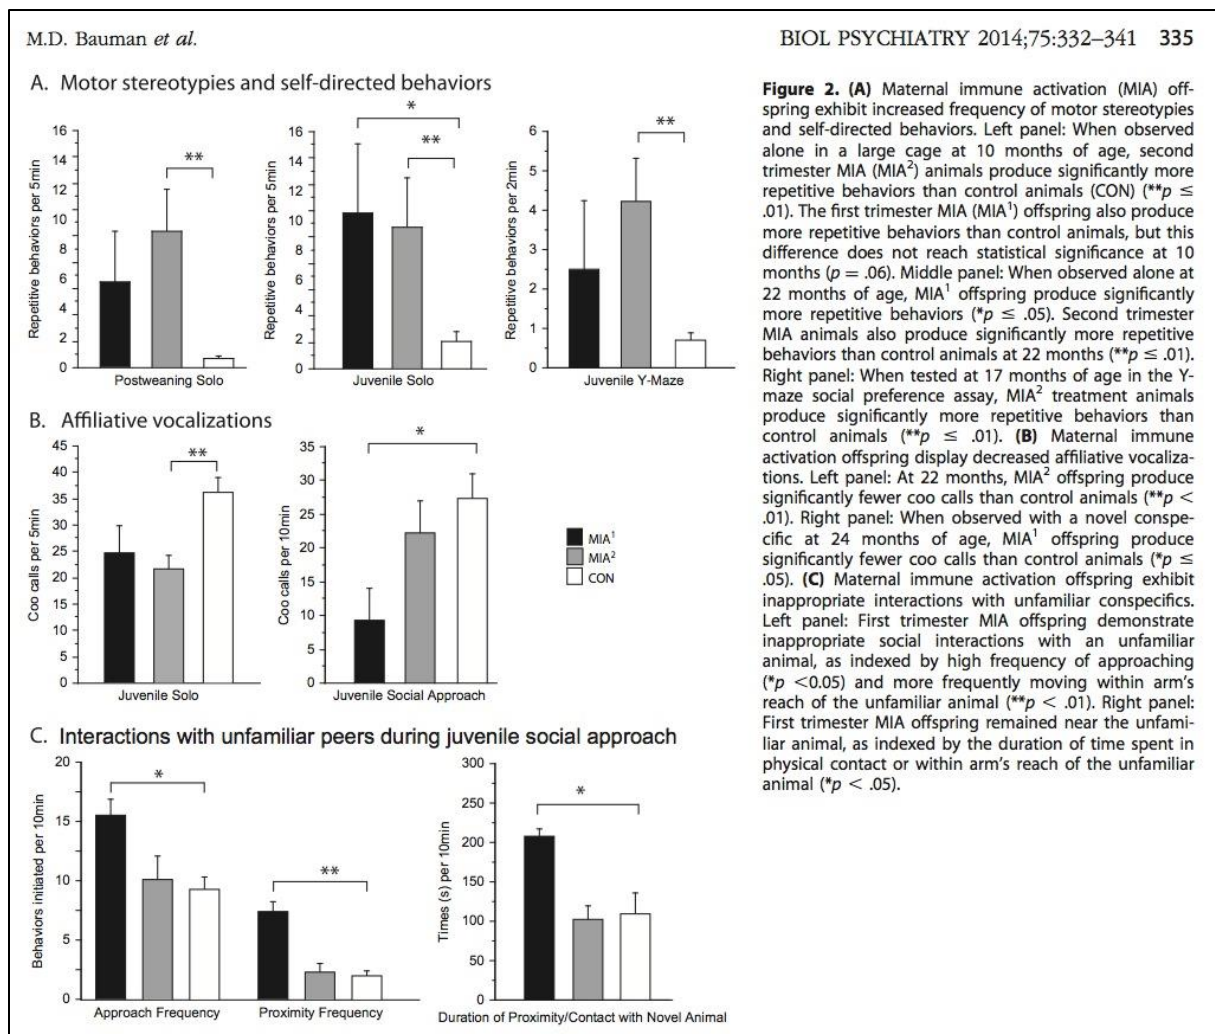 M.D. Bauman et al.
BIOL PSYCHIATRY 2014;75:332–341 335
A. Motor stereotypies and self-directed behaviors
Repetitive behaviors per 5min
16
14
12
10
8
6
4
2
0
**
Postweaning Solo
Repetitive behaviors per 5min
16
14
12
10
8
6
4
2
0
*
**
Juvenile Solo
Repetitive behaviors per 2min
6
5
4
3
2
1
0
**
Juvenile Y-Maze
B. Affiliative vocalizations
Coo calls per 5min
45
40
35
30
25
20
15
10
5
0
**
Juvenile Solo
Coo calls per 10min
35
30
25
20
15
10
5
0
*
Juvenile Social Approach
MIA¹
MIA²
CON
C. Interactions with unfamiliar peers during juvenile social approach
Behaviors initiated per 10min
20
15
10
5
0
*
**
Approach Frequency
Proximity Frequency
Times (s) per 10min
300
250
200
150
100
50
0
*
Duration of Proximity/Contact with Novel Animal
Figure 2. (A) Maternal immune activation (MIA) off-
spring exhibit increased frequency of motor stereotypies
and self-directed behaviors. Left panel: When observed
alone in a large cage at 10 months of age, second
trimester MIA (MIA²) animals produce significantly more
repetitive behaviors than control animals (CON) (**p ≤
.01). The first trimester MIA (MIA¹) offspring also produce
more repetitive behaviors than control animals, but this
difference does not reach statistical significance at 10
months (p = .06). Middle panel: When observed alone at
22 months of age, MIA¹ offspring produce significantly
more repetitive behaviors (*p ≤ .05). Second trimester
MIA animals also produce significantly more repetitive
behaviors than control animals at 22 months (**p ≤ .01).
Right panel: When tested at 17 months of age in the Y-
maze social preference assay, MIA² treatment animals
produce significantly more repetitive behaviors than
control animals (**p ≤ .01). (B) Maternal immune
activation offspring display decreased affiliative vocaliza-
tions. Left panel: At 22 months, MIA² offspring produce
significantly fewer coo calls than control animals (**p <
.01). Right panel: When observed with a novel conspe-
cific at 24 months of age, MIA¹ offspring produce
significantly fewer coo calls than control animals (*p ≤
.05). (C) Maternal immune activation offspring exhibit
inappropriate interactions with unfamiliar conspecifics.
Left panel: First trimester MIA offspring demonstrate
inappropriate social interactions with an unfamiliar
animal, as indexed by high frequency of approaching
(*p <0.05) and more frequently moving within arm's
reach of the unfamiliar animal (**p < .01). Right panel:
First trimester MIA offspring remained near the unfami-
liar animal, as indexed by the duration of time spent in
physical contact or within arm's reach of the unfamiliar
animal (*p < .05).